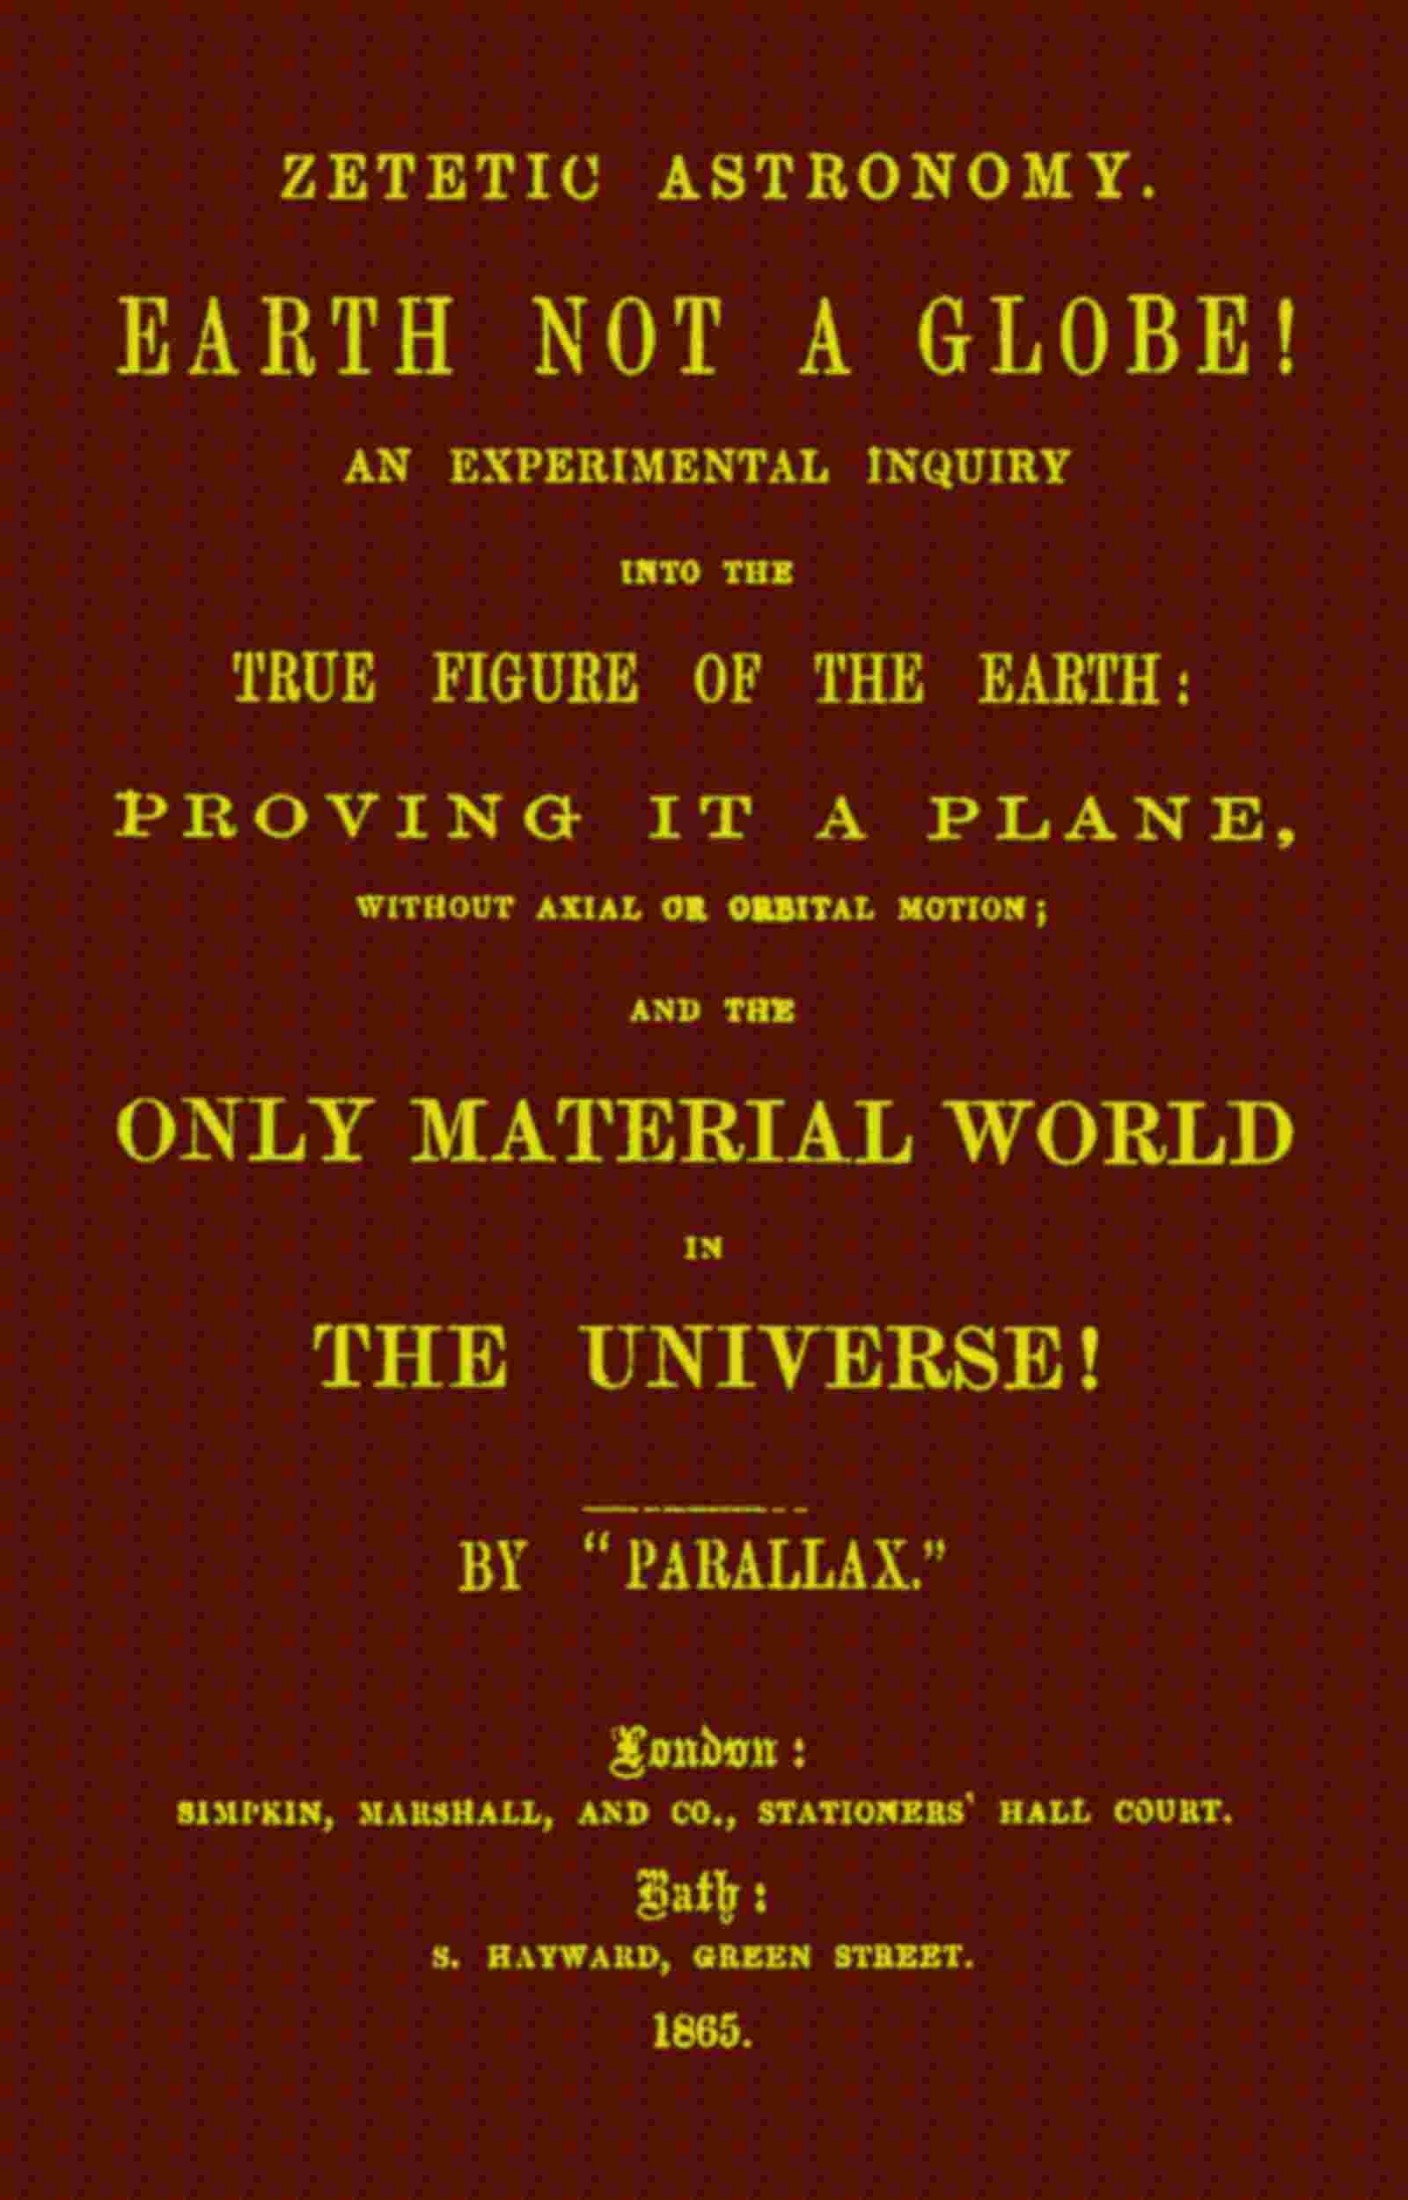 ZETETIC ASTRONOMY.
EARTH NOT A GLOBE!
AN EXPERIMENTAL INQUIRY
INTO THE
TRUE FIGURE OF THE EARTH:
PROVING IT A PLANE,
WITHOUT AXIAL OR ORBITAL MOTION;
AND THE
ONLY MATERIAL WORLD
IN
THE UNIVERSE!
BY "PARALLAX."
London:
SIMPKIN, MARSHALL, AND CO., STATIONERS' HALL COURT.
Bath:
S. HAYWARD, GREEN STREET.
1865.